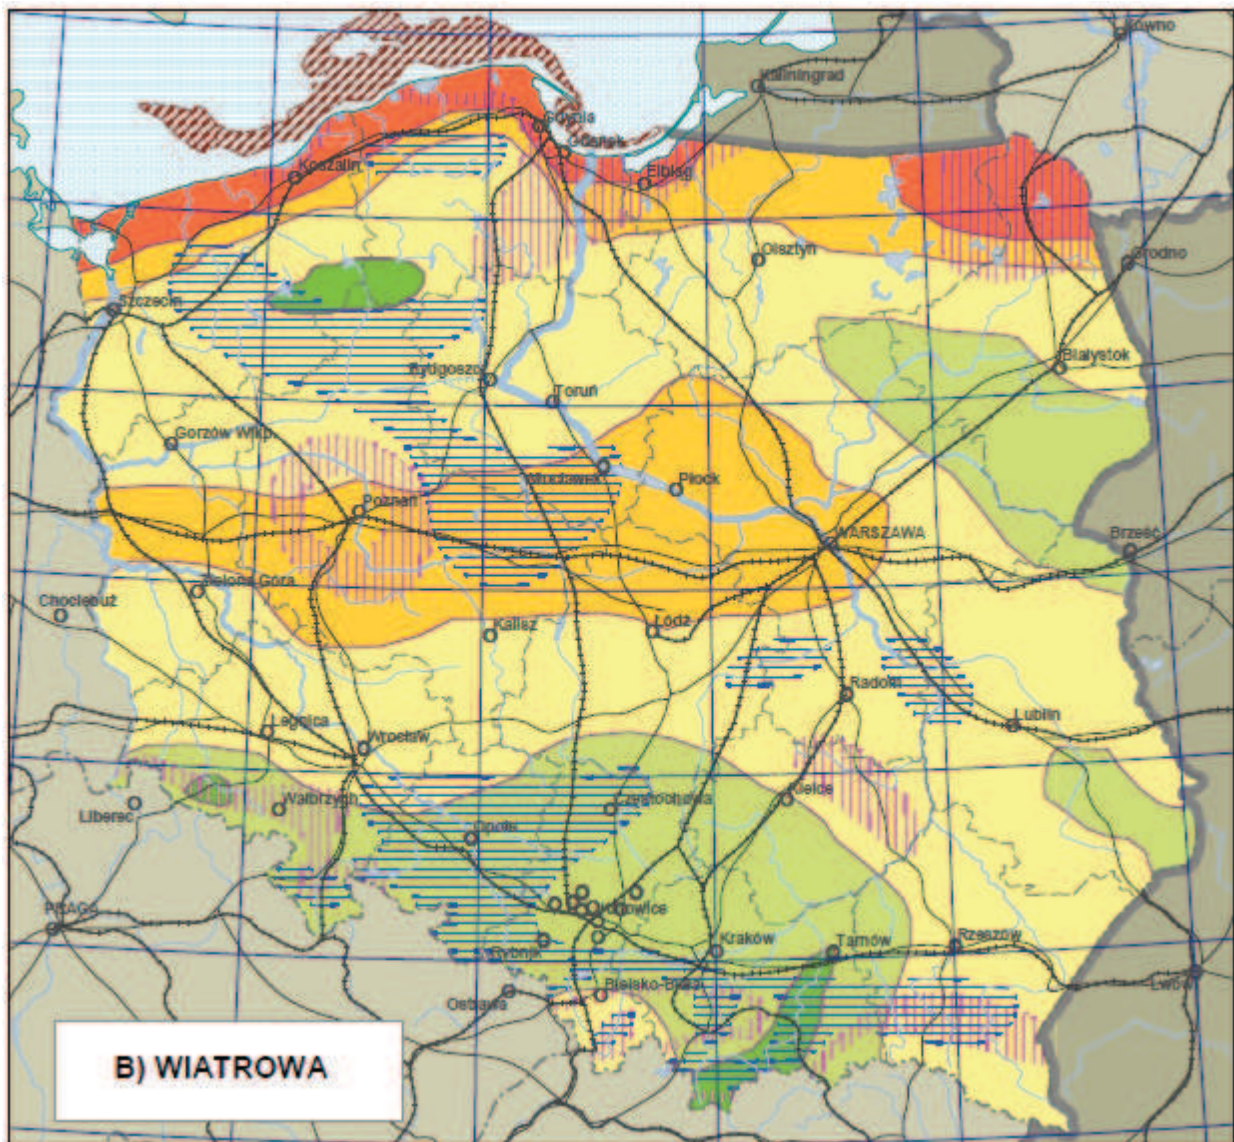 Kowno
Kaliningrad
Gdynia
Gdańsk
Koszalin
Elbląg
Olsztyn
Grodno
Szczecin
Białystok
Bydgoszcz
Toruń
Gorzów Wlkp.
Włocławek
Płock
Poznań
WARSZAWA
Brześć
Zielona Góra
Chociebuż
Kalisz
Łódź
Radom
Legnica
Lublin
Wrocław
Liberec
Wałbrzych
Częstochowa
Kielce
Opole
PRAGA
Katowice
Rybnik
Kraków
Tarnów
Rzeszów
Ostrawa
Bielsko-Biała
Lwów
B) WIATROWA